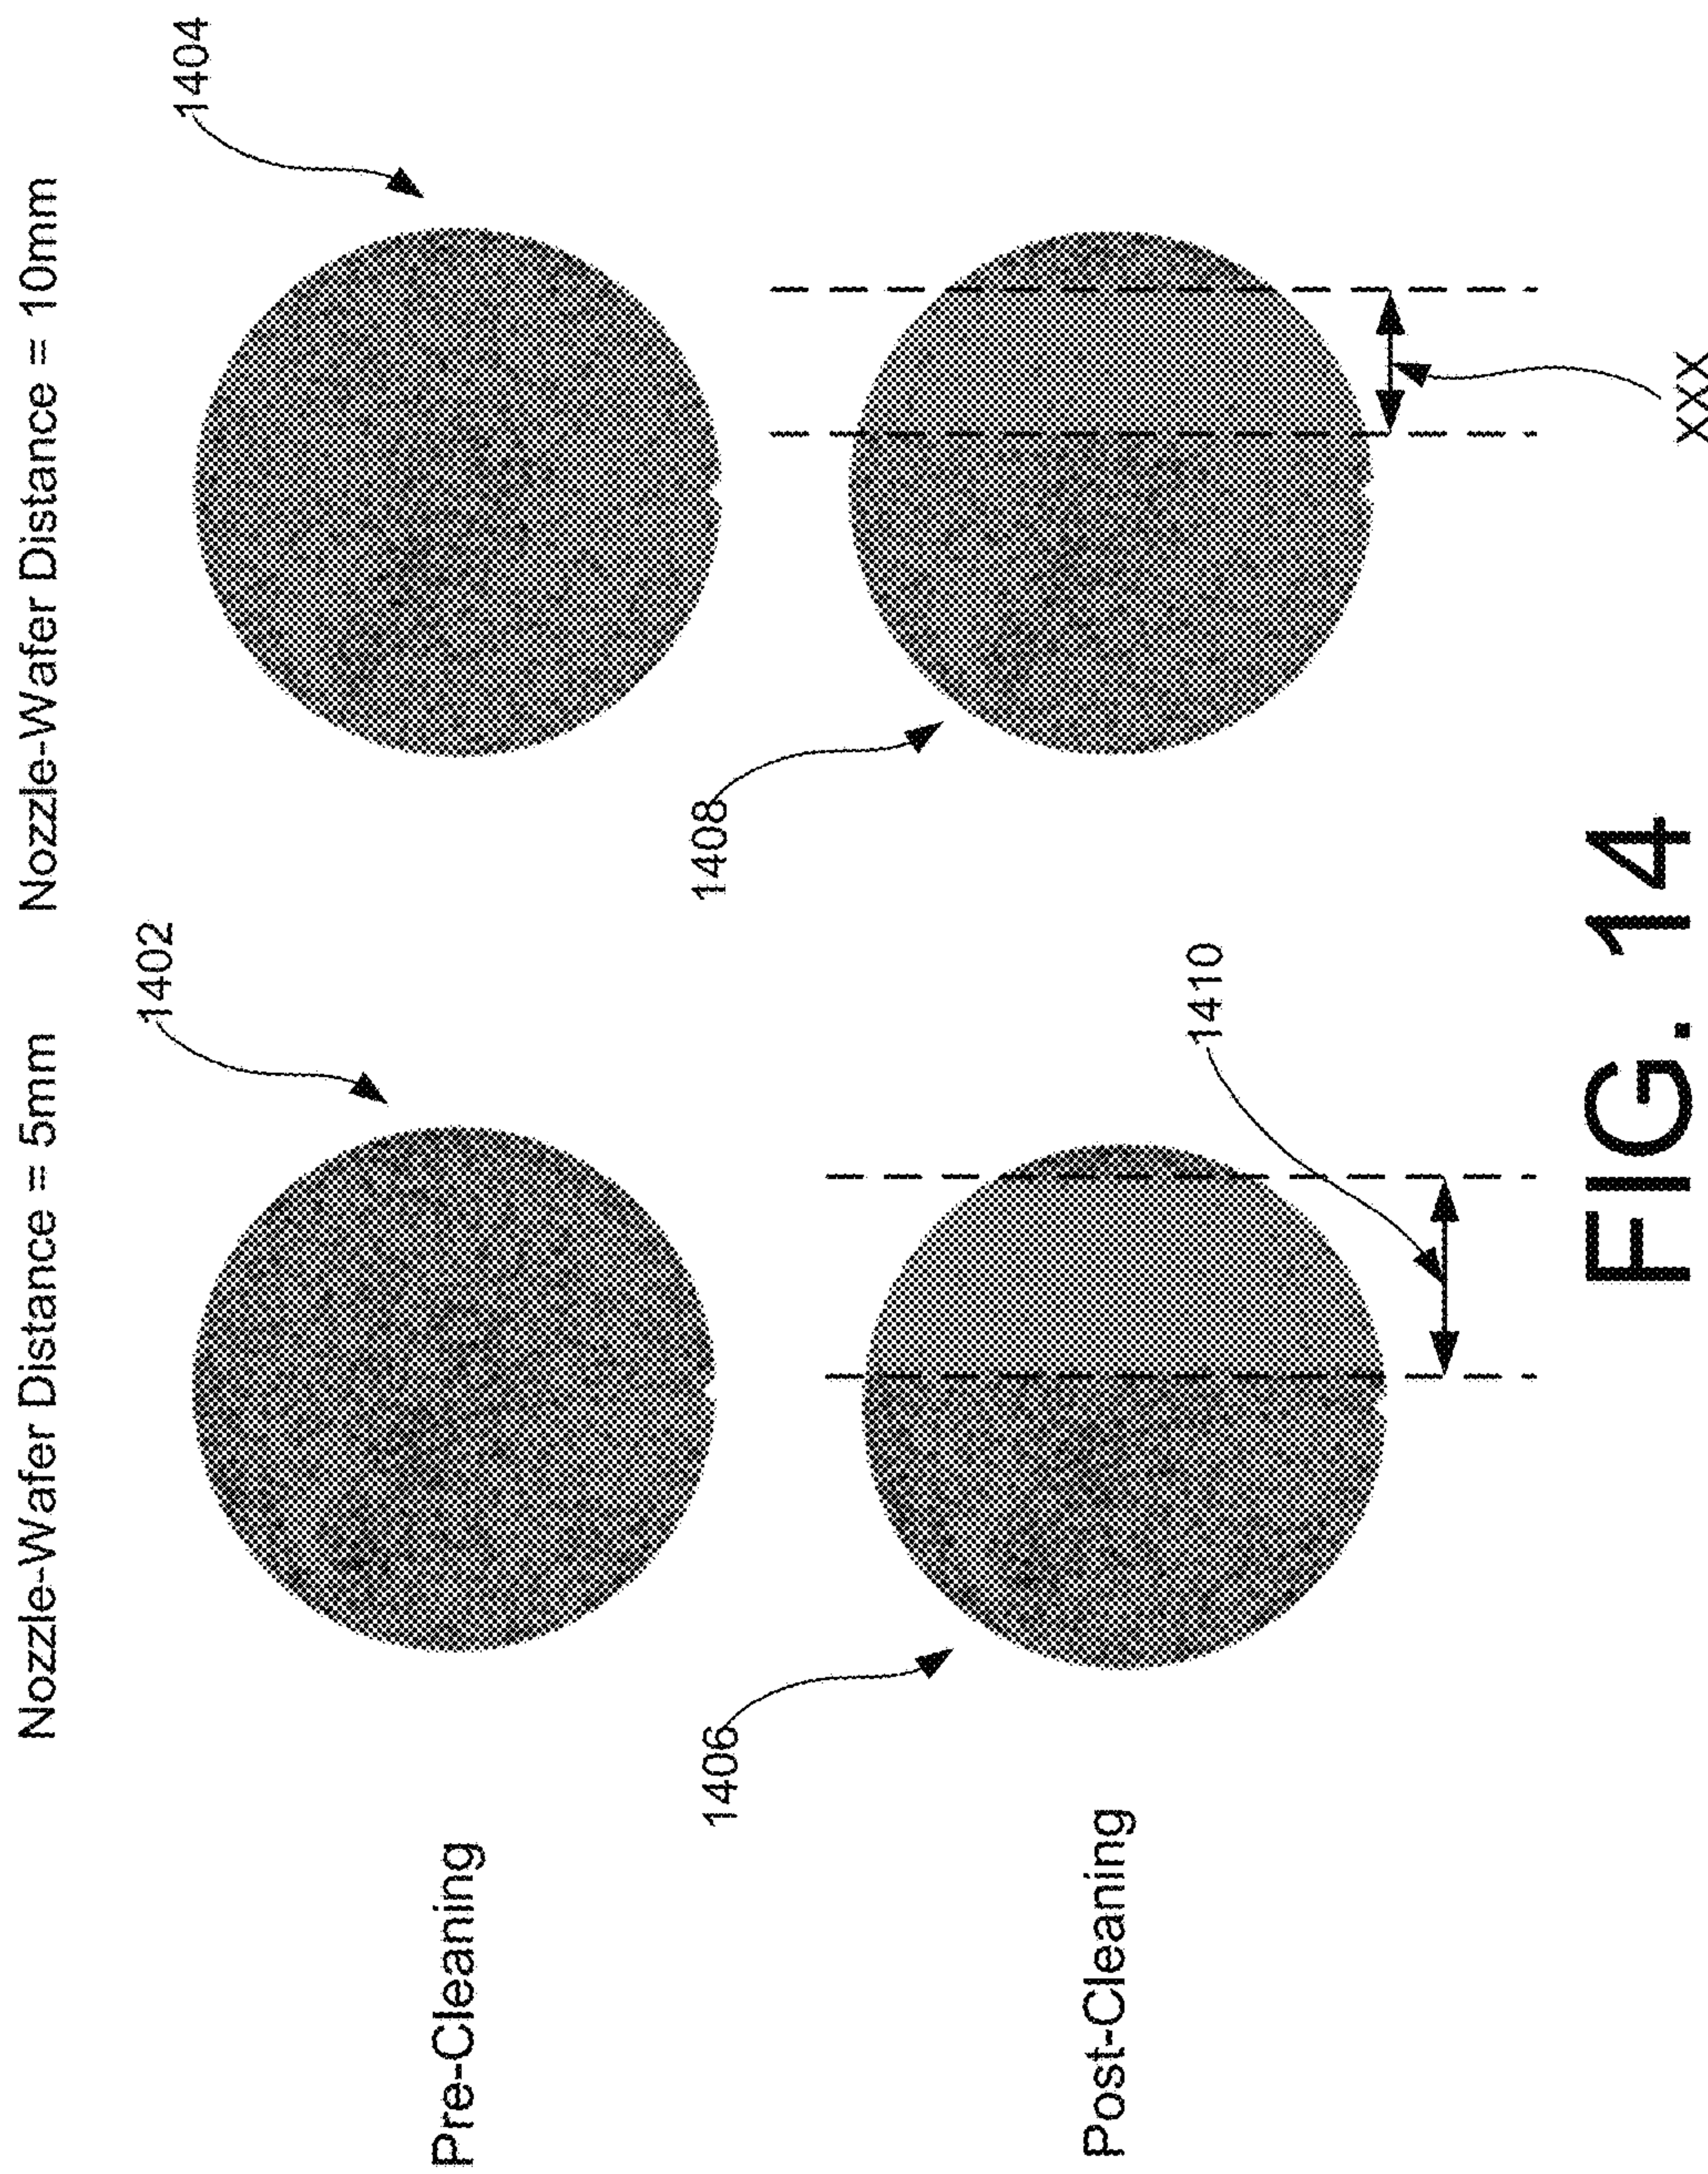 Nozzle-Wafer Distance = 5mm
Nozzle-Wafer Distance = 10mm
1402
1404
Pre-Cleaning
1406
1408
Post-Cleaning
1410
XXX
FIG. 14